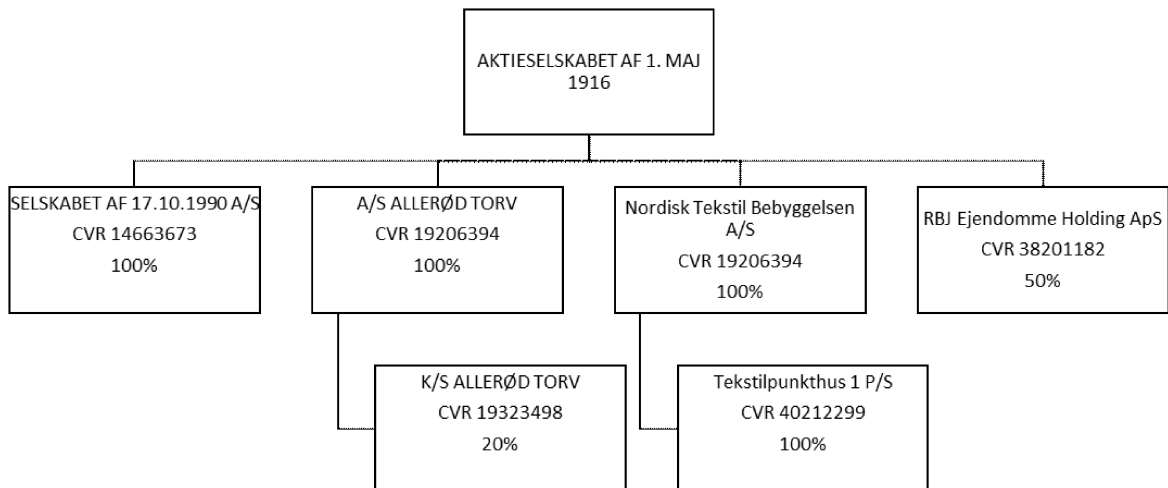 AKTIESELSKABET AF 1. MAJ
1916
SELSKABET AF 17.10.1990 A/S
CVR 14663673
100%
A/S ALLERØD TORV
CVR 19206394
100%
Nordisk Tekstil Bebyggelsen
A/S
CVR 19206394
100%
RBJ Ejendomme Holding ApS
CVR 38201182
50%
K/S ALLERØD TORV
CVR 19323498
20%
Tekstilpunkthus 1 P/S
CVR 40212299
100%